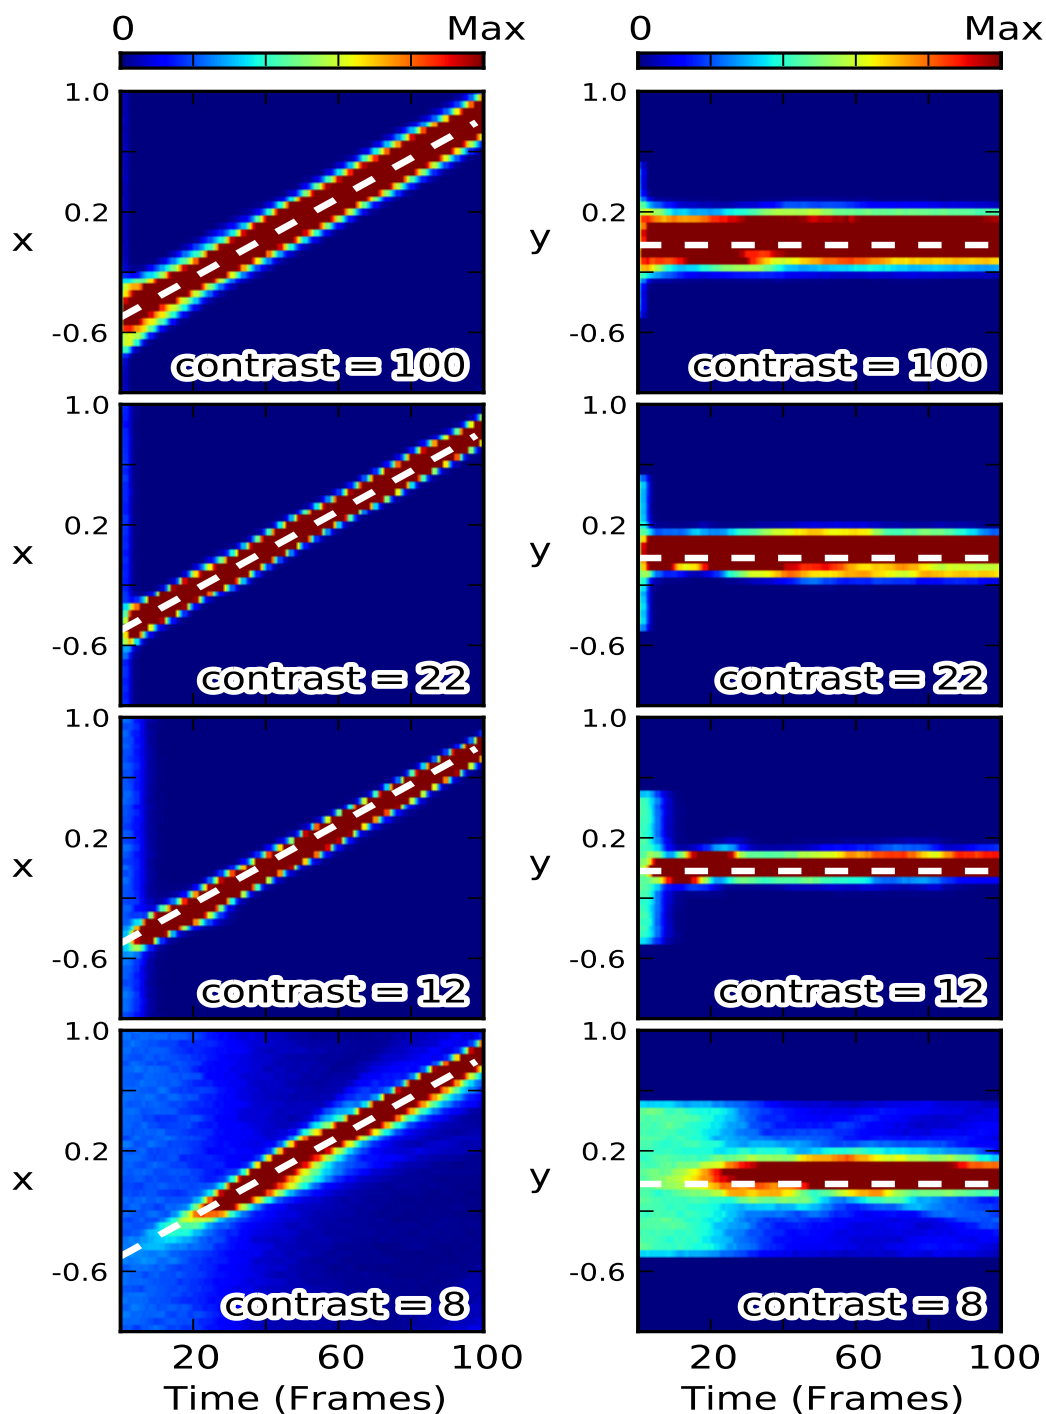 0 Max 0 Max
1.0 1.0
0.2 0.2
x y
-0.6 -0.6
contrast = 100 contrast = 100
1.0 1.0
0.2 0.2
x y
-0.6 -0.6
contrast = 22 contrast = 22
1.0 1.0
0.2 0.2
x y
-0.6 -0.6
contrast = 12 contrast = 12
1.0 1.0
0.2 0.2
x y
-0.6 -0.6
contrast = 8 contrast = 8
20 60 100 20 60 100
Time (Frames) Time (Frames)